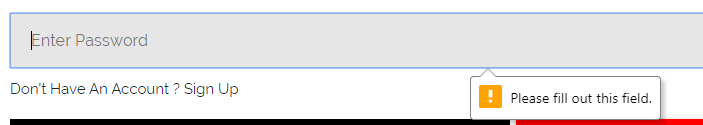 Enter Password
Don't Have An Account ? Sign Up
Please fill out this field.